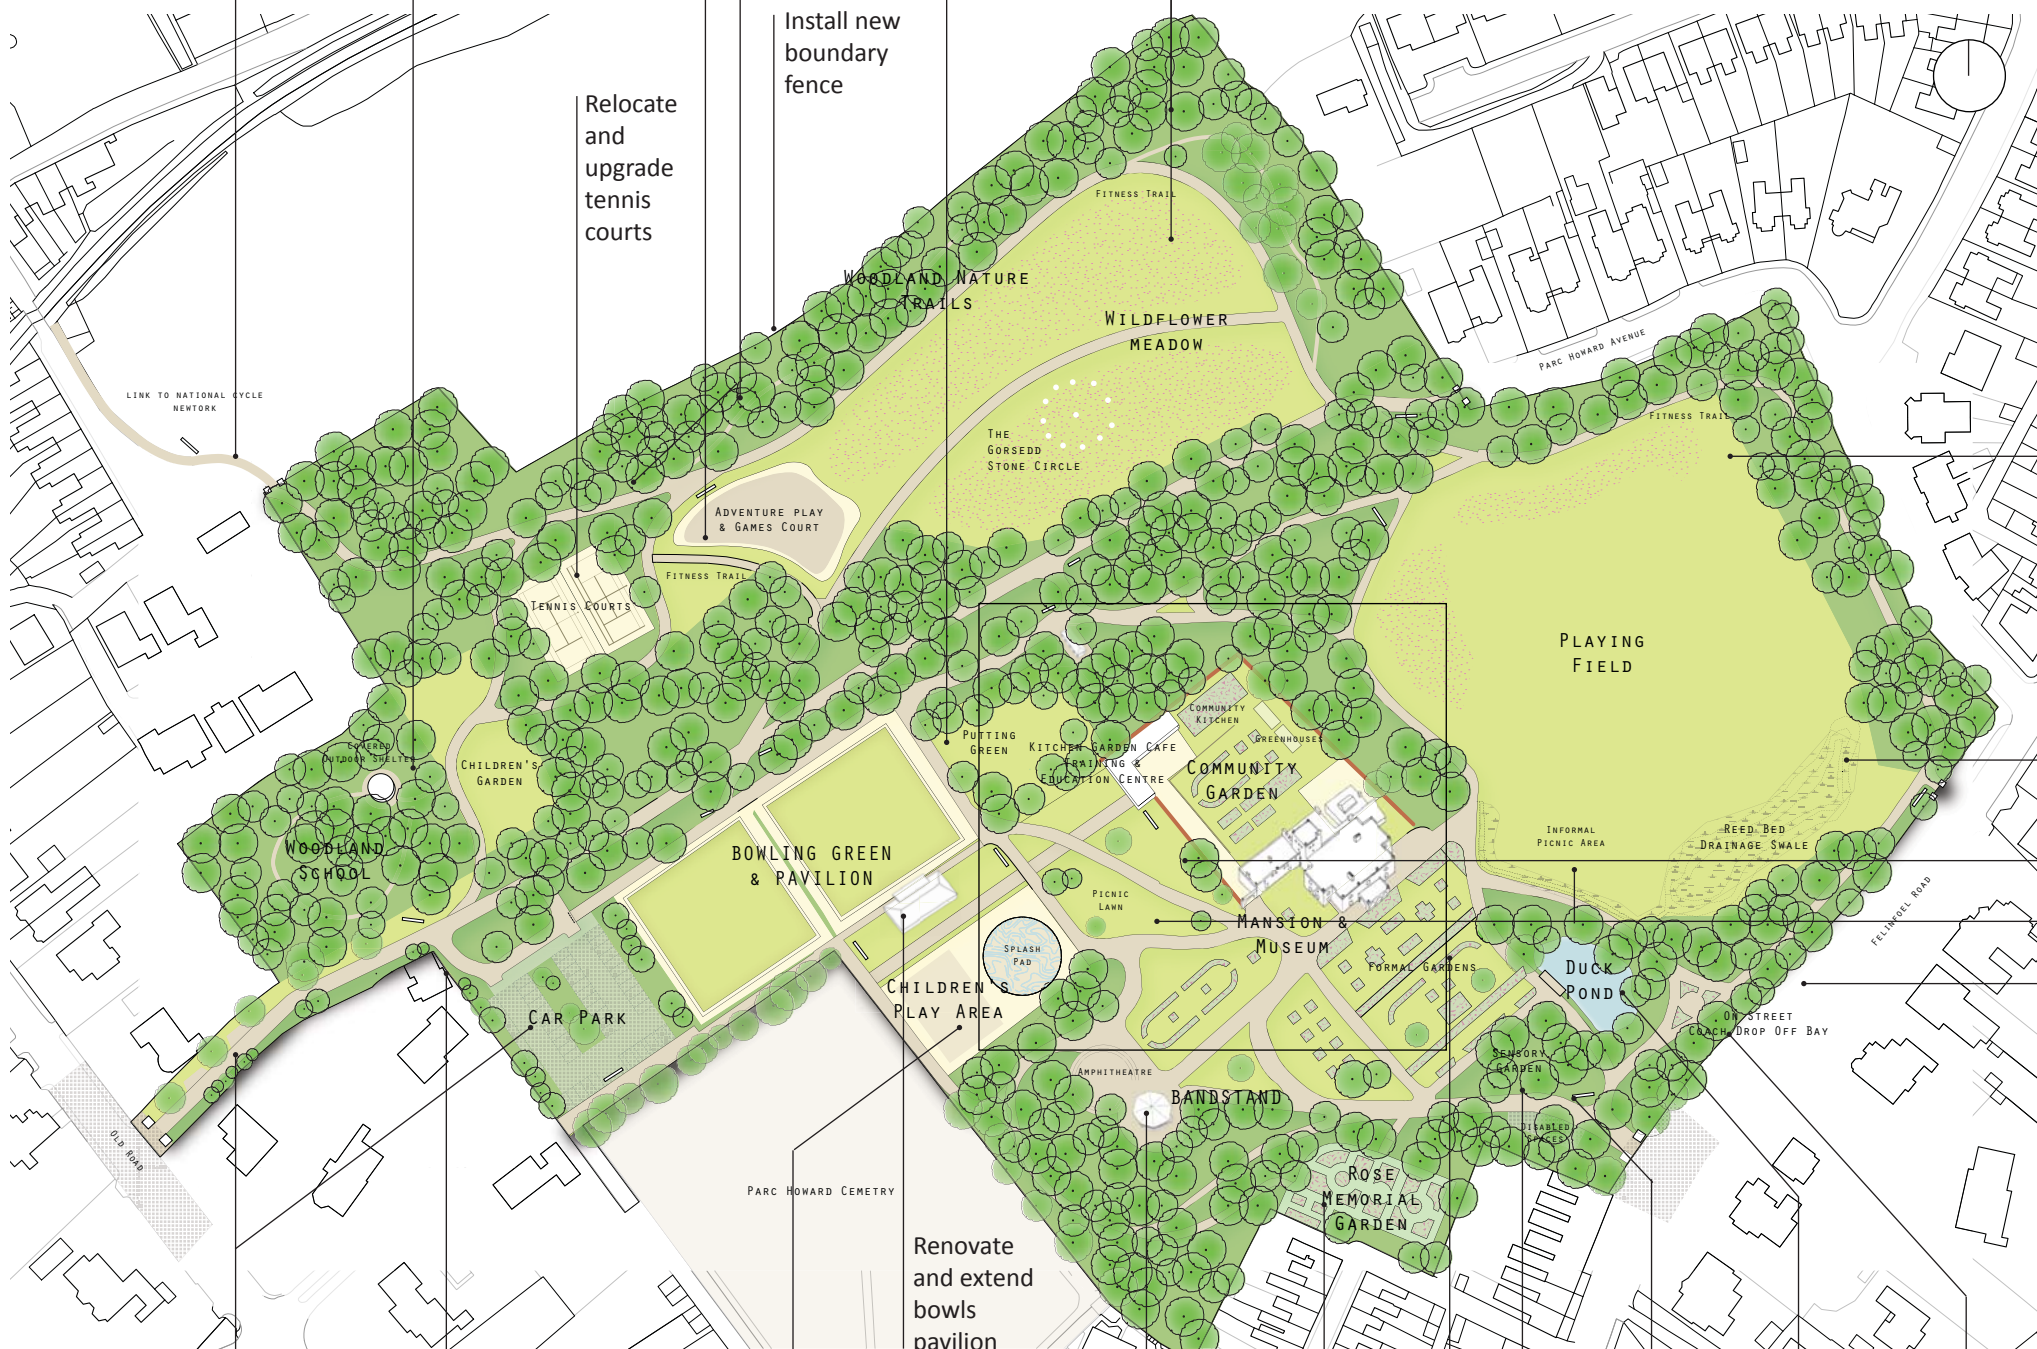 Install new
boundary
fence
Relocate
and
upgrade
tennis
courts
FITNESS TRAIL
WOODLAND NATURE
TRAILS
WILDFLOWER
MEADOW
PARC HOWARD AVENUE
LINK TO NATIONAL CYCLE
NEWTORK
FITNESS TRAIL
THE
GORSEDD
STONE CIRCLE
ADVENTURE PLAY
& GAMES COURT
FITNESS TRAIL
TENNIS COURTS
PLAYING
FIELD
COMMUNITY
KITCHEN
GREENHOUSES
PUTTING
GREEN
KITCHEN GARDEN CAFE
TRAINING &
EDUCATION CENTRE
COMMUNITY
GARDEN
COVERED
OUTDOOR SHELTER
CHILDREN'S
GARDEN
WOODLAND
SCHOOL
BOWLING GREEN
& PAVILION
INFORMAL
PICNIC AREA
REED BED
DRAINAGE SWALE
PICNIC
LAWN
MANSION &
MUSEUM
FELINFOEL ROAD
SPLASH
PAD
FORMAL GARDENS
DUCK
POND
CHILDREN'S
PLAY AREA
CAR PARK
ON STREET
COACH DROP OFF BAY
SENSORY
GARDEN
AMPHITHEATRE
BANDSTAND
DISABLED
SPACES
OLD ROAD
PARC HOWARD CEMETRY
ROSE
MEMORIAL
GARDEN
Renovate
and extend
bowls
pavilion